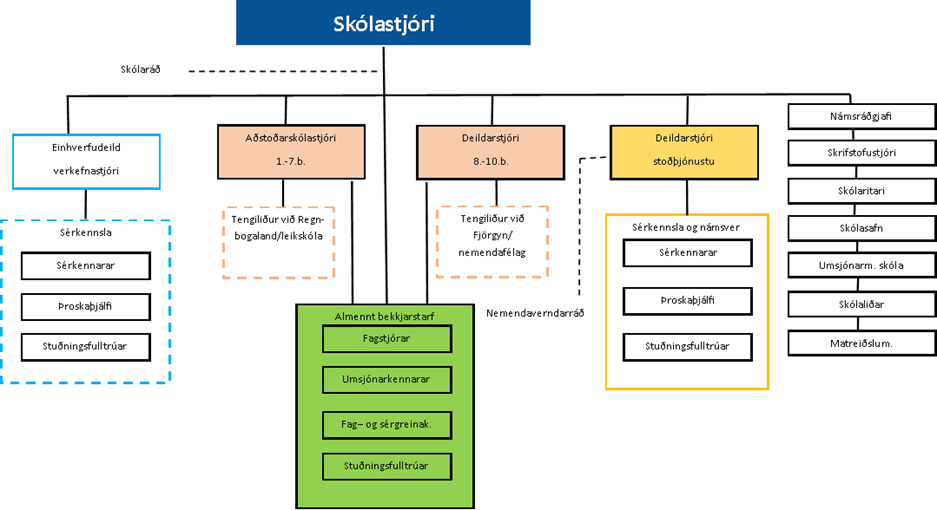 Skólastjóri
Skólaráð
Einhverfudeild
verkefnastjóri
Aðstoðarskólastjóri
1.-7.b.
Deildarstjóri
8.-10.b.
Deildarstjóri
stoðþjónustu
Námsráðgjafi
Skrifstofustjóri
Skólaritari
Skólasafn
Umsjónarm. skóla
Skólaliðar
Matreiðslum.
Tengiliður við Regn-
bogaland/leikskóla
Tengiliður við
Fjörgyn/
nemendafélag
Sérkennsla
Sérkennarar
Þroskaþjálfi
Stuðningsfulltrúar
Sérkennsla og námsver
Sérkennarar
Þroskaþjálfi
Stuðningsfulltrúar
Nemendaverndarráð
Almennt bekkjarstarf
Fagstjórar
Umsjónarkennarar
Fag– og sérgreinak.
Stuðningsfulltrúar